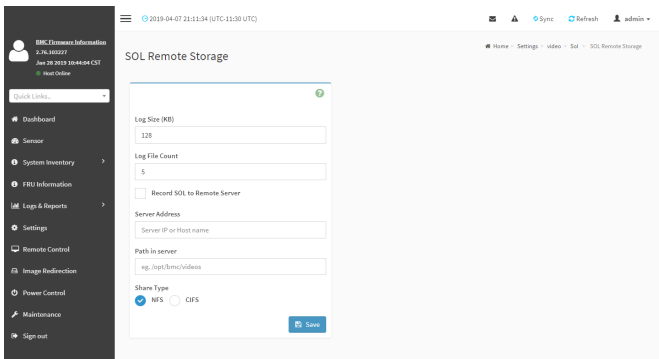 BMC Firmware Information
2.76.102227
Jan 28 2019 10:44:04 CST
Host Online
Quick Links...
Dashboard
Sensor
System Inventory
FRU Information
Logs & Reports
Settings
Remote Control
Image Redirection
Power Control
Maintenance
Sign out
2019-04-07 21:11:34 (UTC-11:30 UTC)
Sync
Refresh
admin
SOL Remote Storage
Home > Settings > video > Sol > SOL Remote Storage
Log Size (KB)
128
Log File Count
5
Record SOL to Remote Server
Server Address
Server IP or Host name
Path in server
eg. /opt/bmc/videos
Share Type
NFS CIFS
Save